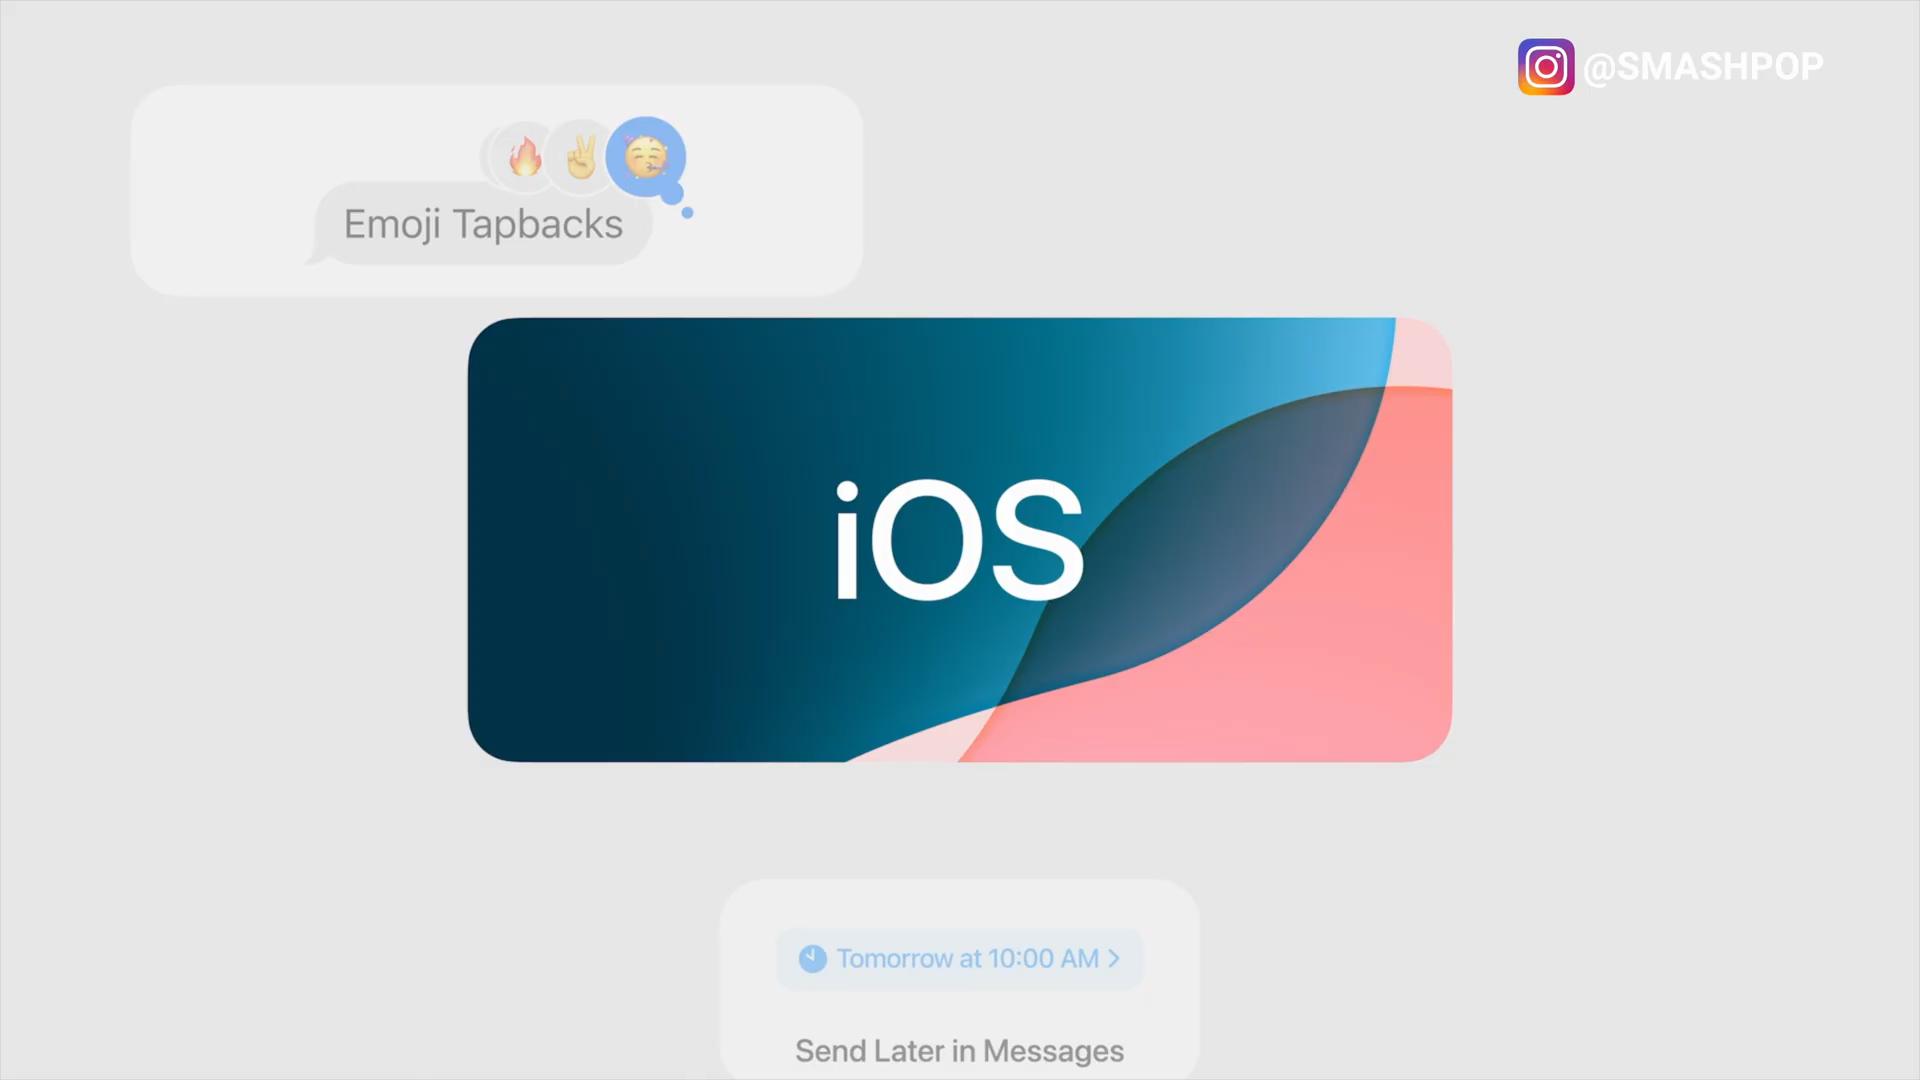 @SMASHPOP
Emoji Tapbacks
iOS
Tomorrow at 10:00 AM >
Send Later in Messages